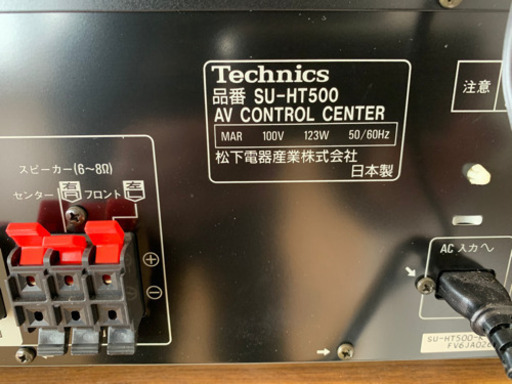 Technics
品番 SU-HT500
AV CONTROL CENTER
MAR 100V 123W 50/60Hz
松下電器産業株式会社
日本製
注意
スピーカー(6~8Ω)
センター 右 フロント 左
+
−
AC入力~
SU-HT500-K